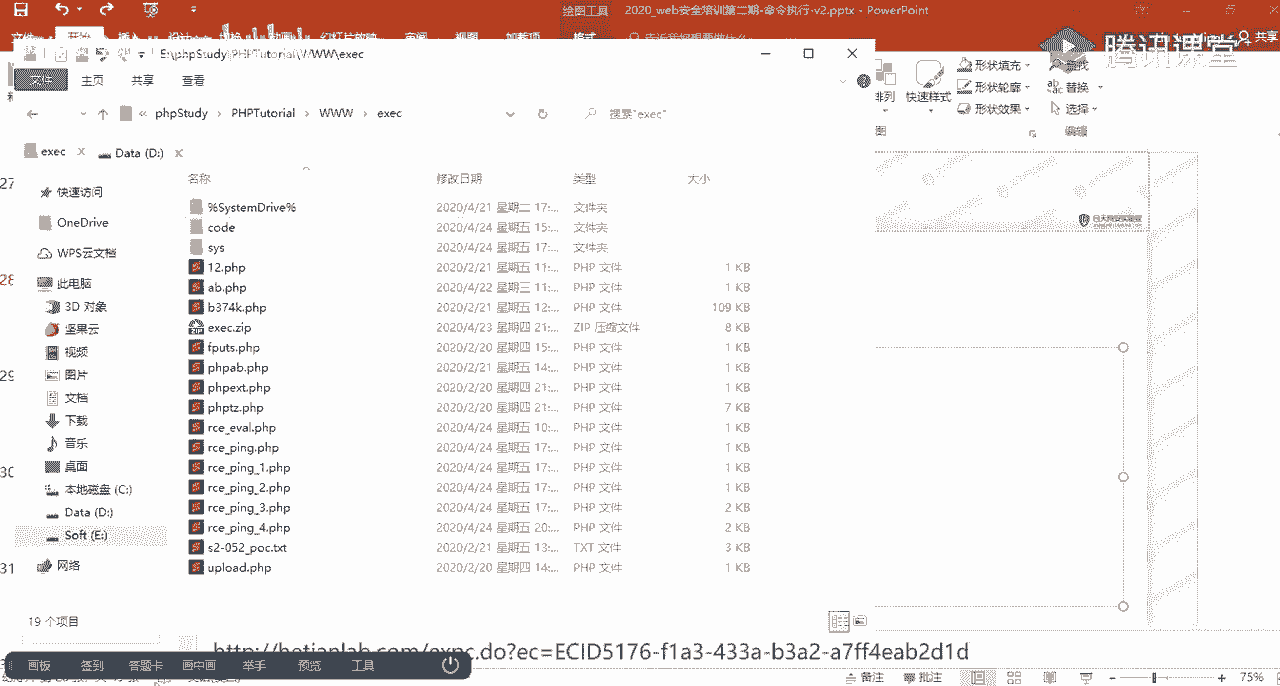 绘图工具 2020_web安全培训第二期-命令执行-v2.pptx - PowerPoint
腾讯课堂
共享
E:\phpStudy\PHPTutorial\WWW\exec
文件 主页 共享 查看
形状填充 查找
形状轮廓 替换
形状效果 选择
排列 快速样式
编辑
« phpStudy › PHPTutorial › WWW › exec
搜索"exec"
exec x Data (D:) x
名称 修改日期 类型 大小
快速访问
OneDrive
WPS云文档
此电脑
3D 对象
坚果云
视频
图片
文档
下载
音乐
桌面
本地磁盘 (C:)
Data (D:)
Soft (E:)
网络
%SystemDrive% 2020/4/21 星期二 17:... 文件夹
code 2020/4/24 星期五 15:... 文件夹
sys 2020/4/24 星期五 17:... 文件夹
12.php 2020/2/21 星期五 11:... PHP 文件 1 KB
ab.php 2020/4/22 星期三 11:... PHP 文件 1 KB
b374k.php 2020/2/21 星期五 12:... PHP 文件 109 KB
exec.zip 2020/4/23 星期四 21:... ZIP 压缩文件 8 KB
fputs.php 2020/2/20 星期四 15:... PHP 文件 1 KB
phpab.php 2020/2/21 星期五 14:... PHP 文件 1 KB
phpext.php 2020/2/20 星期四 21:... PHP 文件 1 KB
phptz.php 2020/2/20 星期四 21:... PHP 文件 7 KB
rce_eval.php 2020/4/24 星期五 10:... PHP 文件 1 KB
rce_ping.php 2020/4/24 星期五 17:... PHP 文件 1 KB
rce_ping_1.php 2020/4/24 星期五 17:... PHP 文件 1 KB
rce_ping_2.php 2020/4/24 星期五 17:... PHP 文件 1 KB
rce_ping_3.php 2020/4/24 星期五 17:... PHP 文件 2 KB
rce_ping_4.php 2020/4/24 星期五 20:... PHP 文件 2 KB
s2-052_poc.txt 2020/2/21 星期五 13:... TXT 文件 3 KB
upload.php 2020/2/20 星期四 14:... PHP 文件 1 KB
27
28
29
30
31
19 个项目
http://hetianlab.com/expc.do?ec=ECID5176-f1a3-433a-b3a2-a7ff4eab2d1d
画板 签到 答题卡 画中画 举手 预览 工具
备注 批注 75%